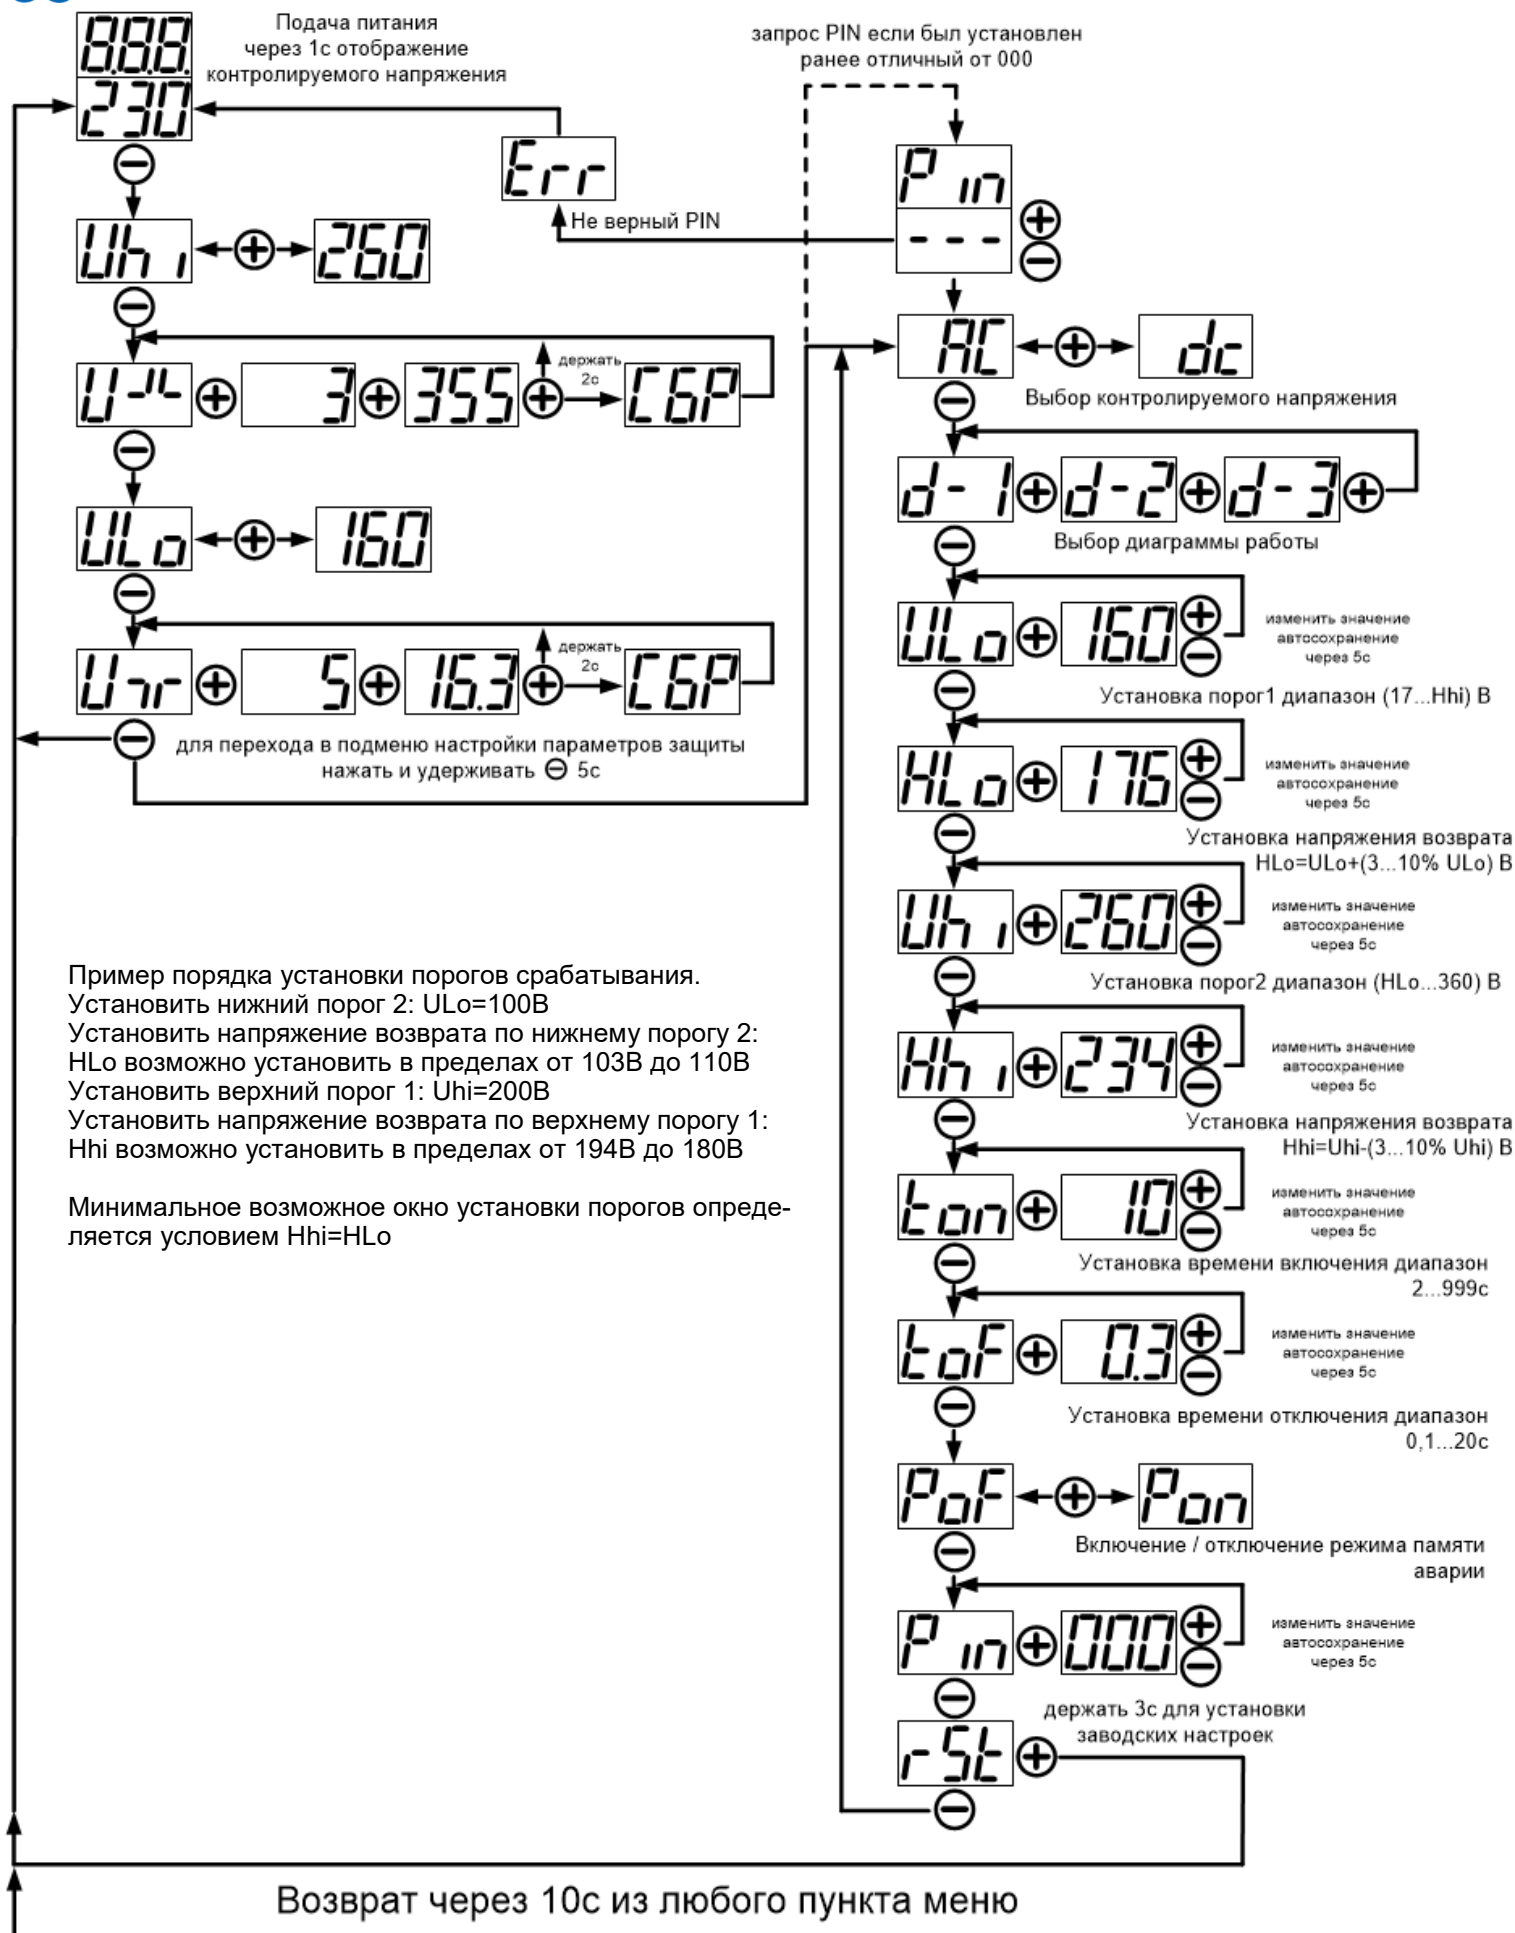 8.8.8.
Подача питания
через 1с отображение
контролируемого напряжения
230
запрос PIN если был установлен
ранее отличный от 000
Err
Не верный PIN
Pin
- - -
Uhi
260
держать
2с
3
355
СБР
ULo
160
держать
2с
5
16.3
СБР
для перехода в подменю настройки параметров защиты
нажать и удерживать ⊖ 5с
AC
dc
Выбор контролируемого напряжения
d-1
d-2
d-3
Выбор диаграммы работы
ULo
160
изменить значение
автосохранение
через 5с
Установка порог1 диапазон (17...Hhi) В
HLo
176
изменить значение
автосохранение
через 5с
Установка напряжения возврата
HLo=ULo+(3...10% ULo) В
Uhi
260
изменить значение
автосохранение
через 5с
Установка порог2 диапазон (HLo...360) В
Hhi
234
изменить значение
автосохранение
через 5с
Установка напряжения возврата
Hhi=Uhi-(3...10% Uhi) В
ton
10
изменить значение
автосохранение
через 5с
Установка времени включения диапазон
2...999с
toF
0.3
изменить значение
автосохранение
через 5с
Установка времени отключения диапазон
0,1...20с
PoF
Pon
Включение / отключение режима памяти
аварии
Pin
000
изменить значение
автосохранение
через 5с
rSt
держать 3с для установки
заводских настроек
Пример порядка установки порогов срабатывания.
Установить нижний порог 2: ULo=100В
Установить напряжение возврата по нижнему порогу 2:
HLo возможно установить в пределах от 103В до 110В
Установить верхний порог 1: Uhi=200В
Установить напряжение возврата по верхнему порогу 1:
Hhi возможно установить в пределах от 194В до 180В
Минимальное возможное окно установки порогов опреде-
ляется условием Hhi=HLo
Возврат через 10с из любого пункта меню